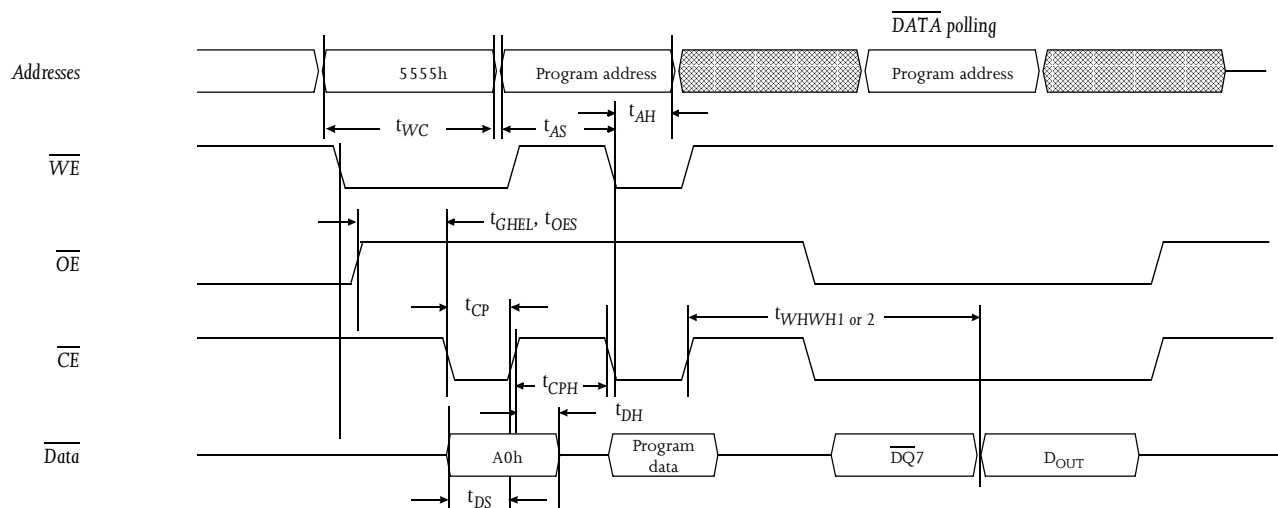 DATA polling
Addresses 5555h Program address Program address
tWC tAS tAH
WE
tGHEL, tOES
OE
tCP tWHWH1 or 2
CE
tCPH
tDH
Data A0h Program data DQ7 DOUT
tDS